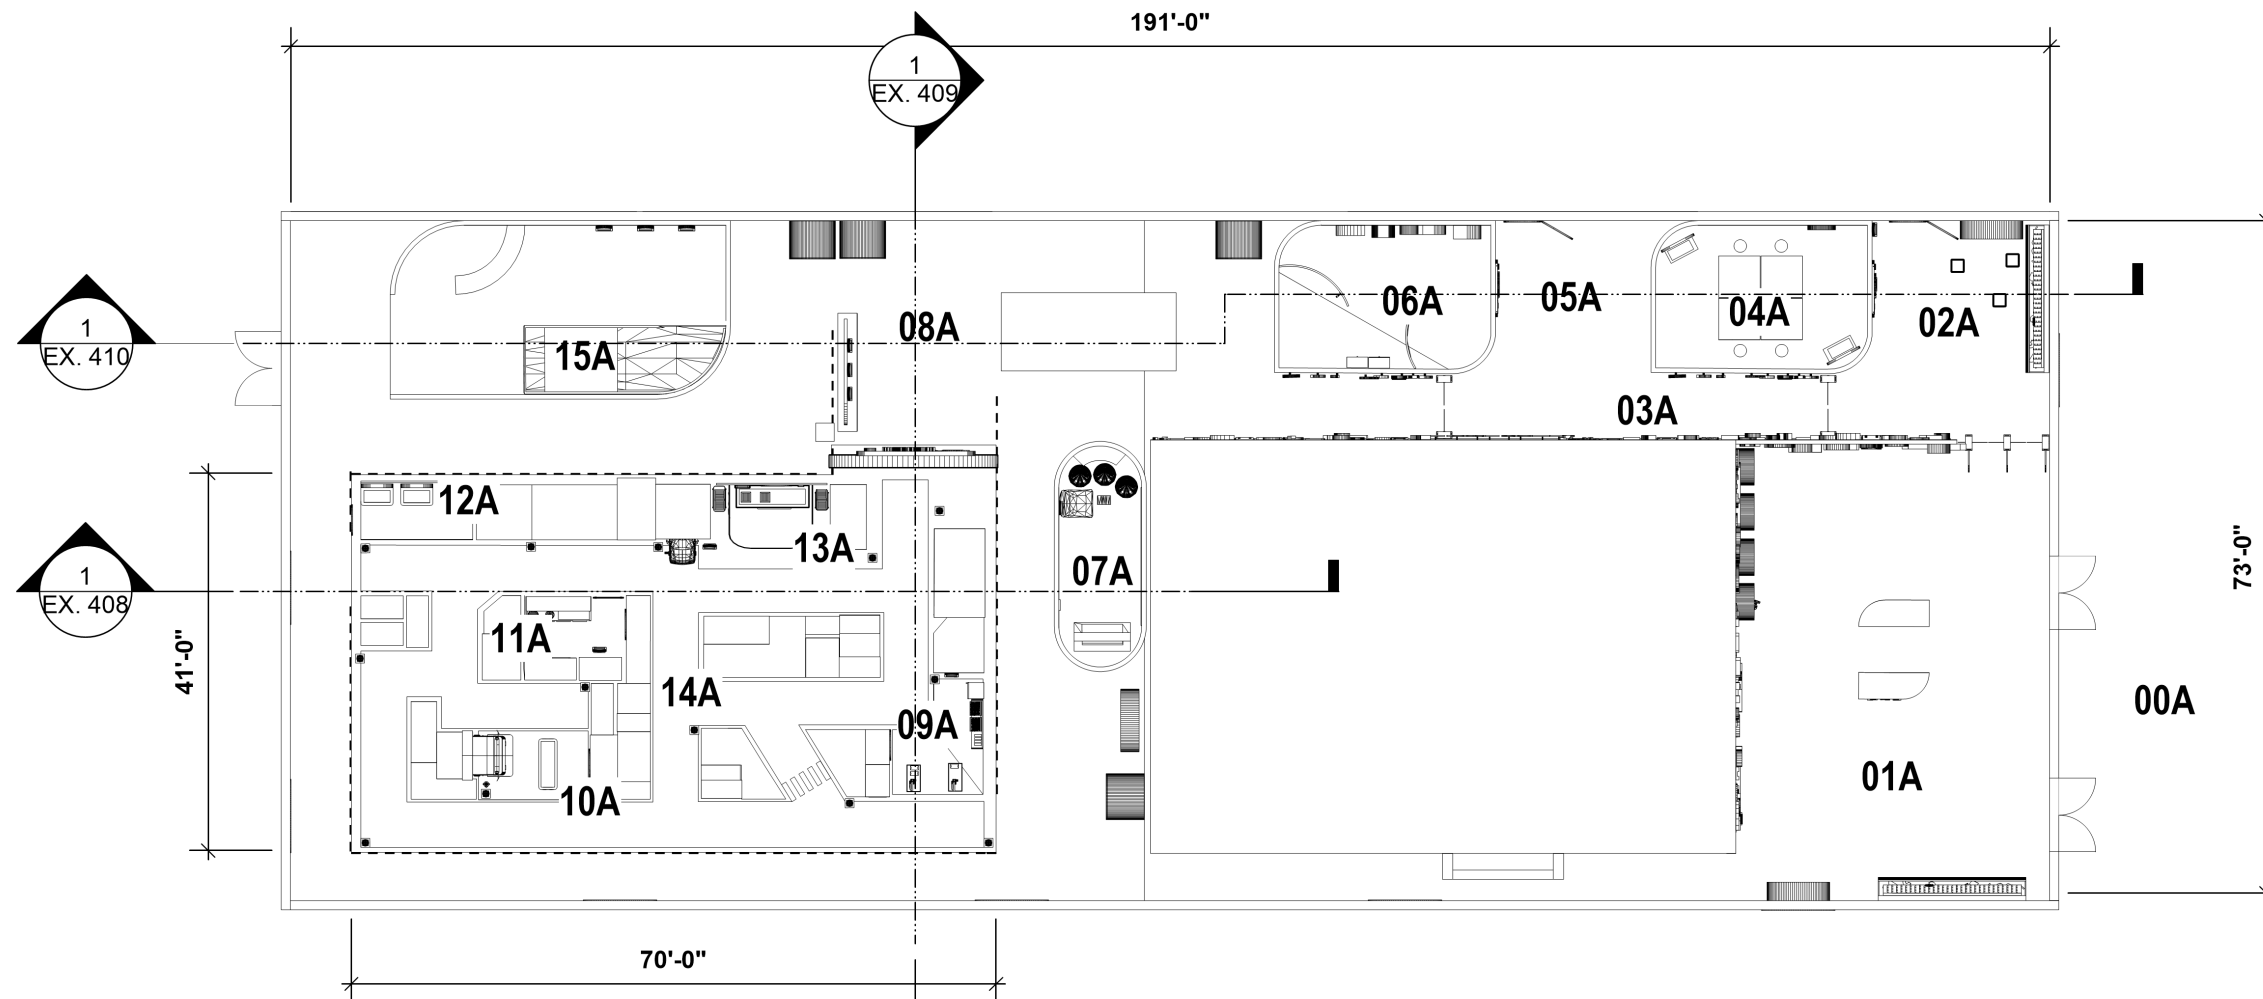 191'-0"
1
EX. 409
1
EX. 410
15A
08A
06A
05A
04A
02A
03A
12A
13A
07A
1
EX. 408
11A
14A
09A
10A
41'-0"
73'-0"
00A
01A
70'-0"